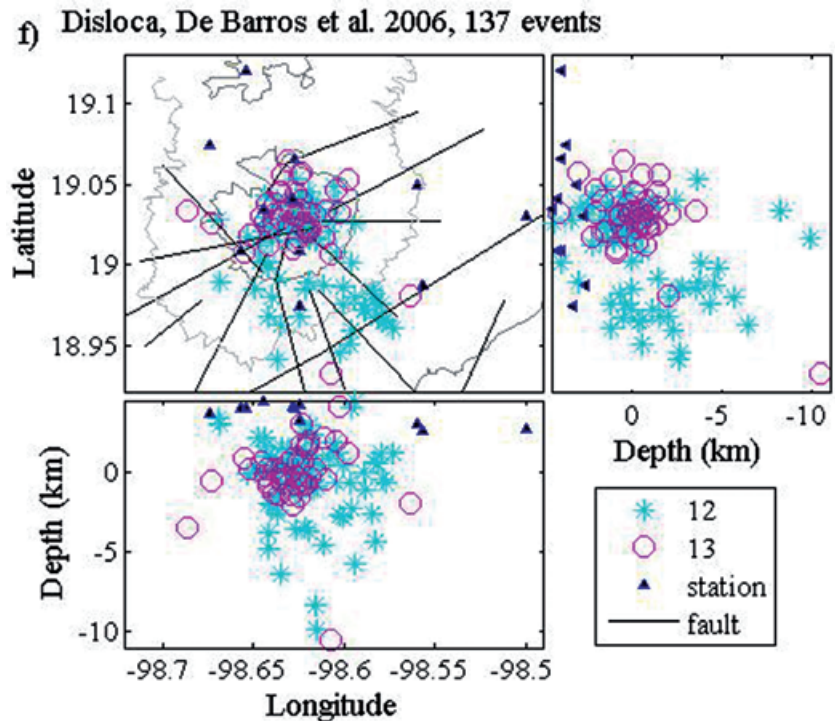 f) Disloca, De Barros et al. 2006, 137 events
19.1
19.05
19
18.95
Latitude
0 -5 -10
Depth (km)
0
-5
-10
Depth (km)
-98.7 -98.65 -98.6 -98.55 -98.5
Longitude
12
13
station
fault